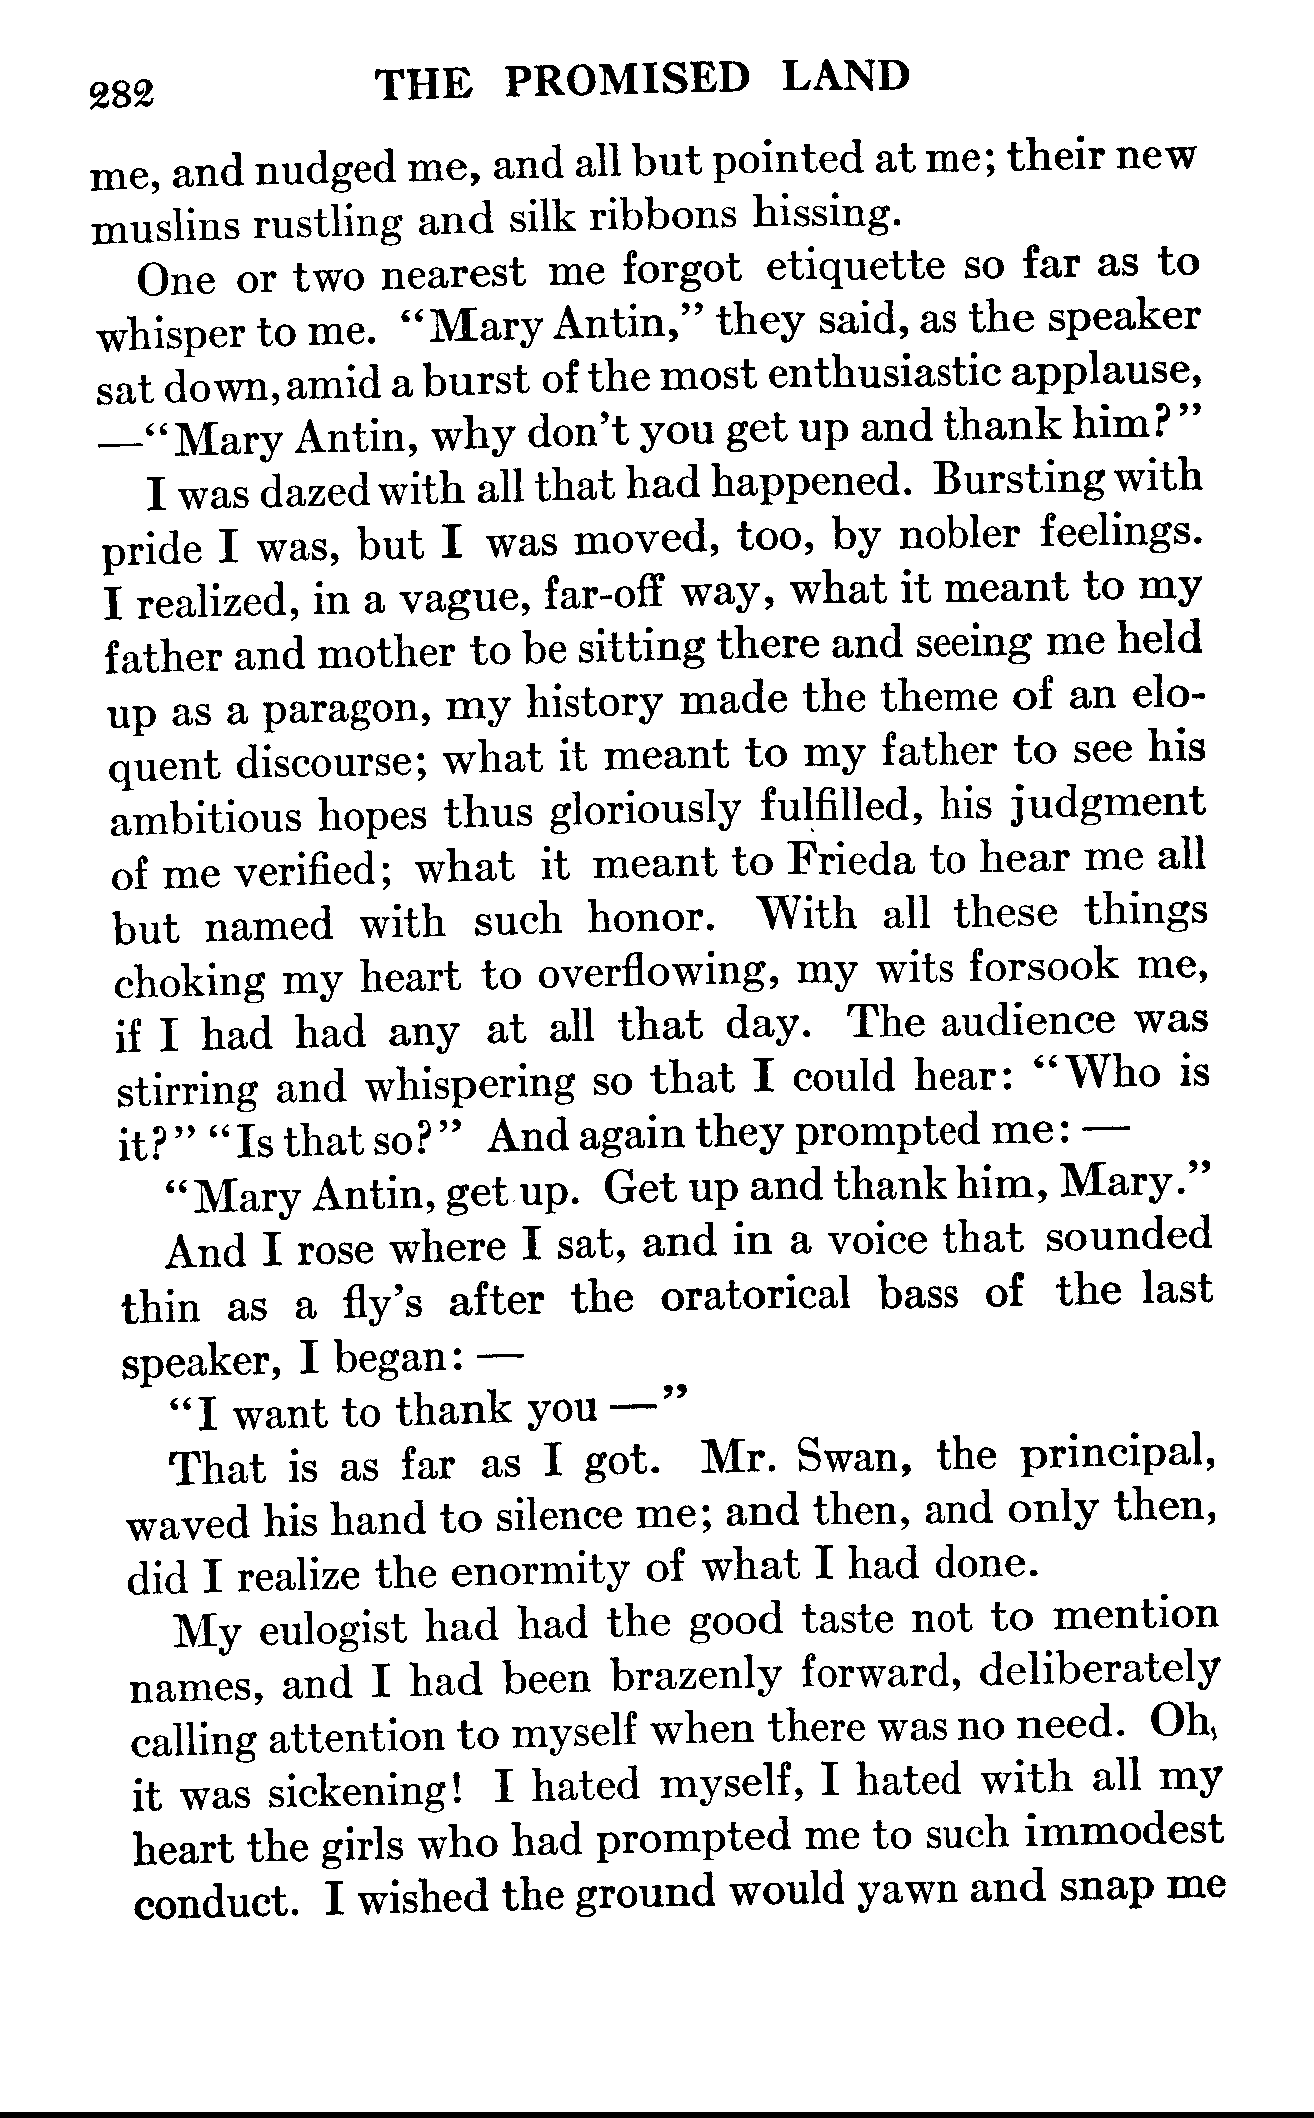 282 THE PROMISED LAND
me, and nudged me, and all but pointed at me; their new
muslins rustling and silk ribbons hissing.
One or two nearest me forgot etiquette so far as to
whisper to me. “Mary Antin,” they said, as the speaker
sat down, amid a burst of the most enthusiastic applause,
—“Mary Antin, why don’t you get up and thank him?”
I was dazed with all that had happened. Bursting with
pride I was, but I was moved, too, by nobler feelings.
I realized, in a vague, far-off way, what it meant to my
father and mother to be sitting there and seeing me held
up as a paragon, my history made the theme of an elo-
quent discourse; what it meant to my father to see his
ambitious hopes thus gloriously fulfilled, his judgment
of me verified; what it meant to Frieda to hear me all
but named with such honor. With all these things
choking my heart to overflowing, my wits forsook me,
if I had had any at all that day. The audience was
stirring and whispering so that I could hear: “Who is
it?” “Is that so?” And again they prompted me: —
“Mary Antin, get up. Get up and thank him, Mary.”
And I rose where I sat, and in a voice that sounded
thin as a fly’s after the oratorical bass of the last
speaker, I began: —
“I want to thank you —”
That is as far as I got. Mr. Swan, the principal,
waved his hand to silence me; and then, and only then,
did I realize the enormity of what I had done.
My eulogist had had the good taste not to mention
names, and I had been brazenly forward, deliberately
calling attention to myself when there was no need. Oh,
it was sickening! I hated myself, I hated with all my
heart the girls who had prompted me to such immodest
conduct. I wished the ground would yawn and snap me